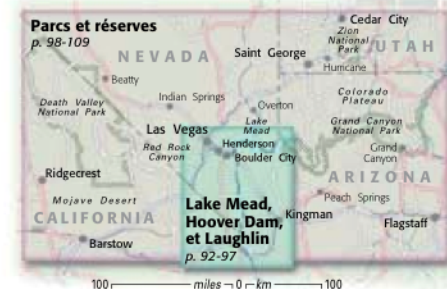 Parcs et réserves
p. 98-109
Cedar City
Zion
National
Park
UTAH
NEVADA
Saint George
Hurricane
Beatty
Colorado
Plateau
Death Valley
National Park
Indian Springs
Overton
Lake
Mead
Grand Canyon
National Park
Las Vegas
Red Rock
Canyon
Henderson
Boulder City
Grand
Canyon
ARIZONA
Ridgecrest
Peach Springs
Mojave Desert
CALIFORNIA
Lake Mead,
Hoover Dam,
et Laughlin
p. 92-97
Kingman
Flagstaff
Barstow
100 miles 0 km 100